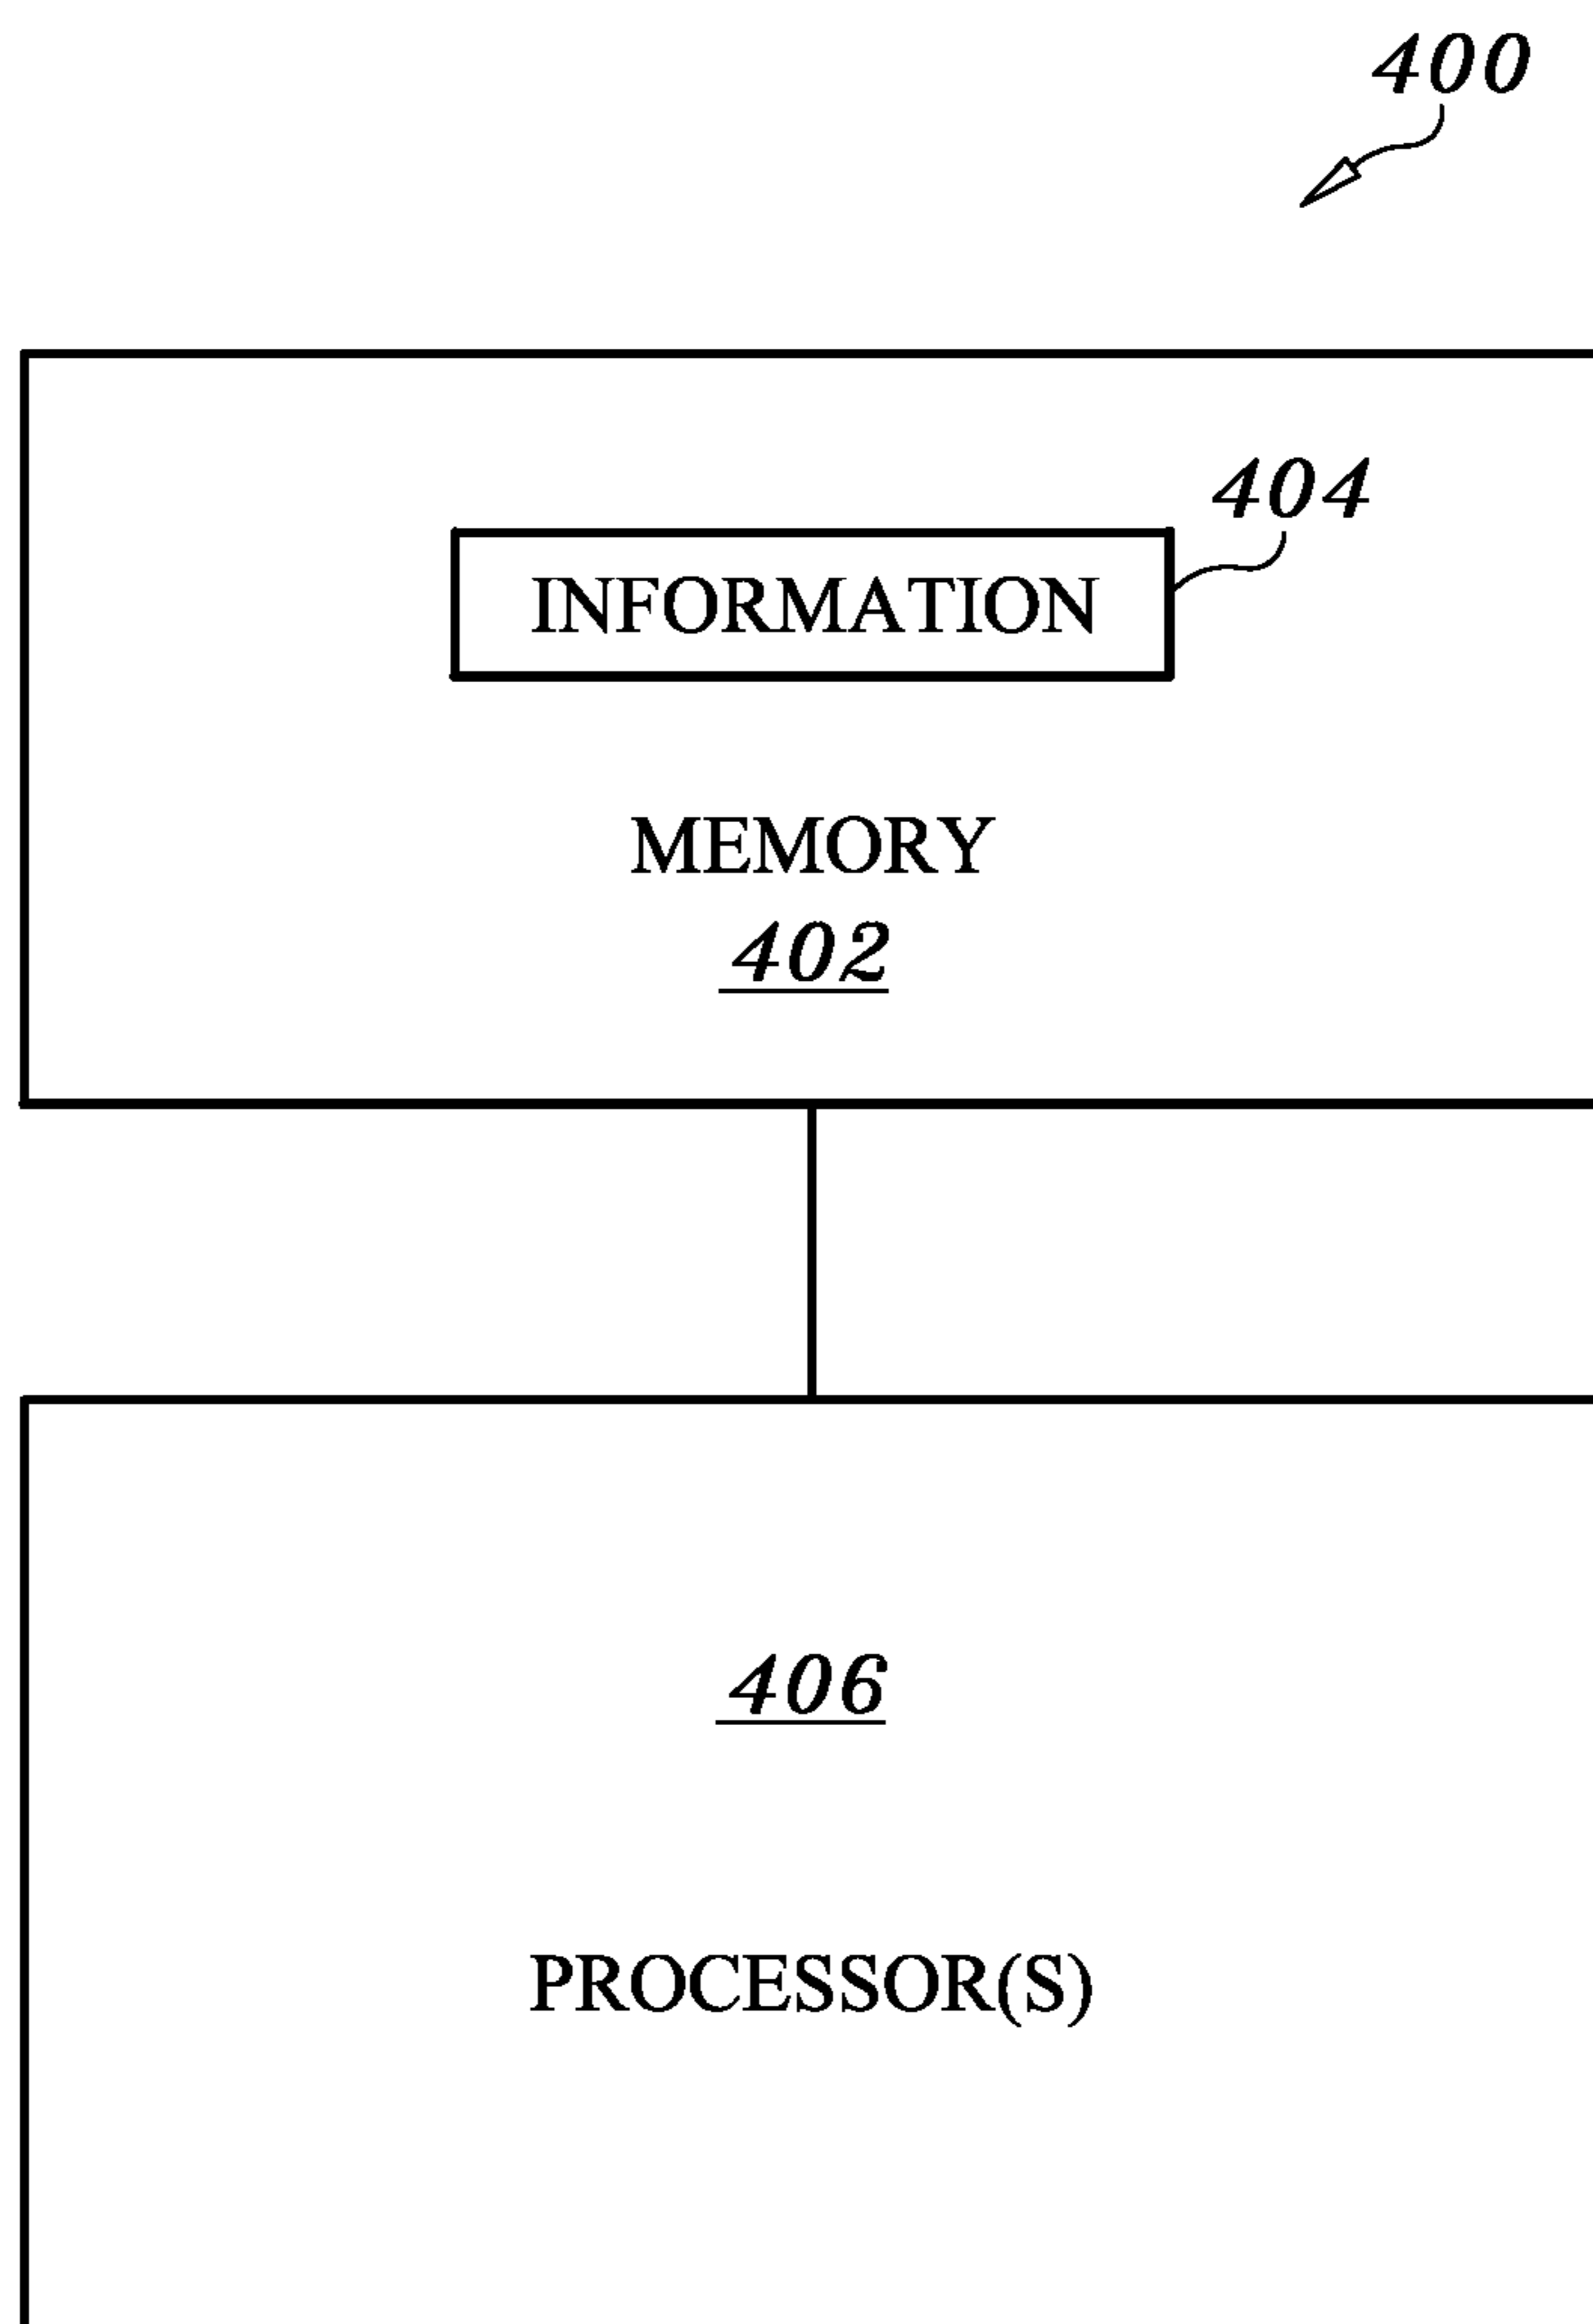 400
404
INFORMATION
MEMORY
402
406
PROCESSOR(S)